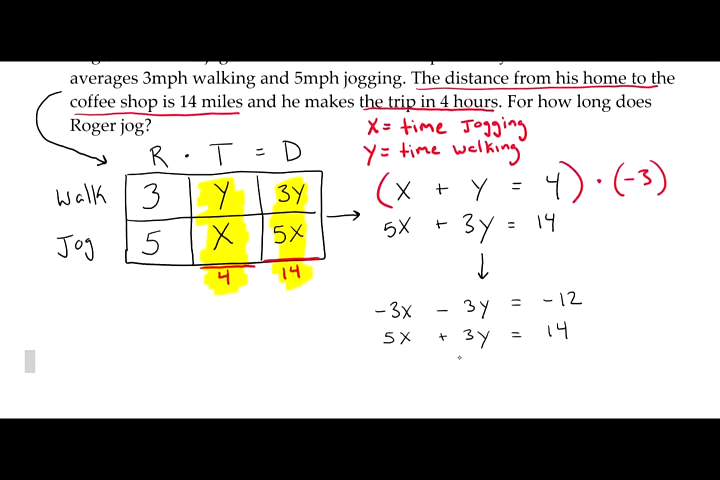 averages 3mph walking and 5mph jogging. The distance from his home to the
coffee shop is 14 miles and he makes the trip in 4 hours. For how long does
Roger jog?
X = time Jogging
Y = time walking
R . T = D
Walk 3 Y 3Y
Jog 5 X 5X
4 14
(X + Y = 4) · (-3)
5X + 3Y = 14
-3X - 3Y = -12
5X + 3Y = 14